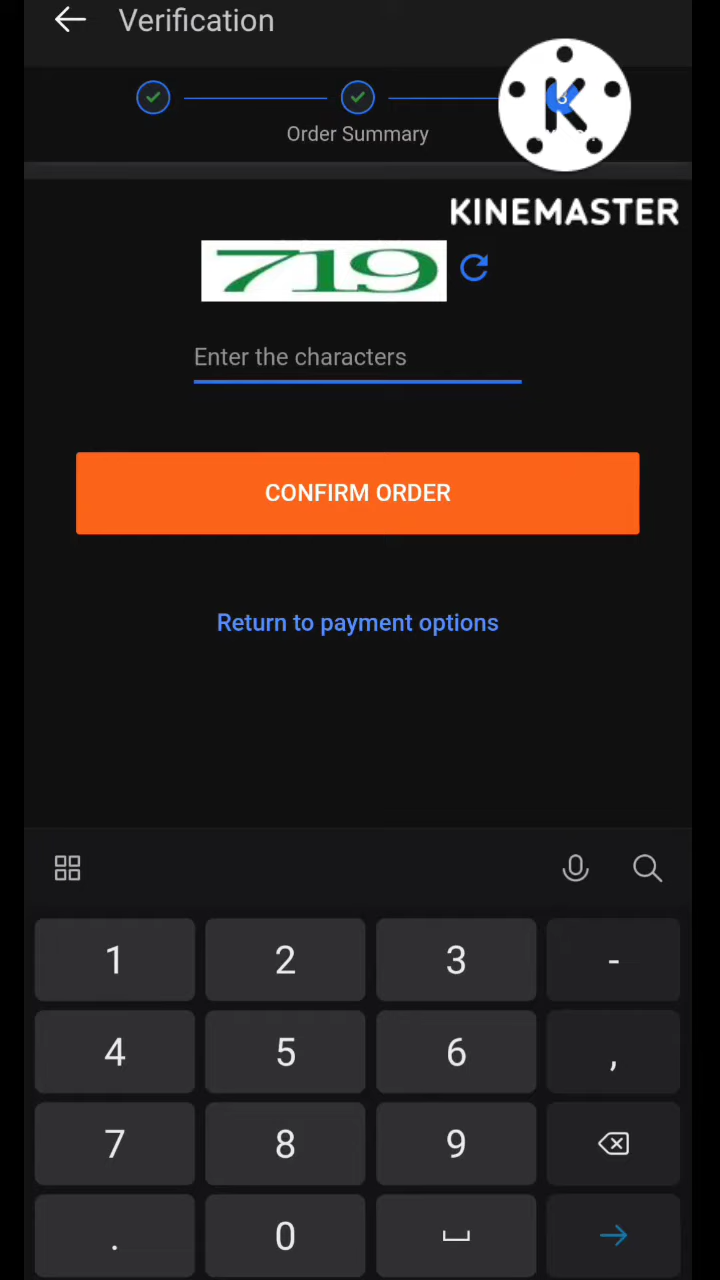 Verification
Order Summary
KINEMASTER
719
Enter the characters
CONFIRM ORDER
Return to payment options
1 2 3 -
4 5 6 ,
7 8 9
. 0